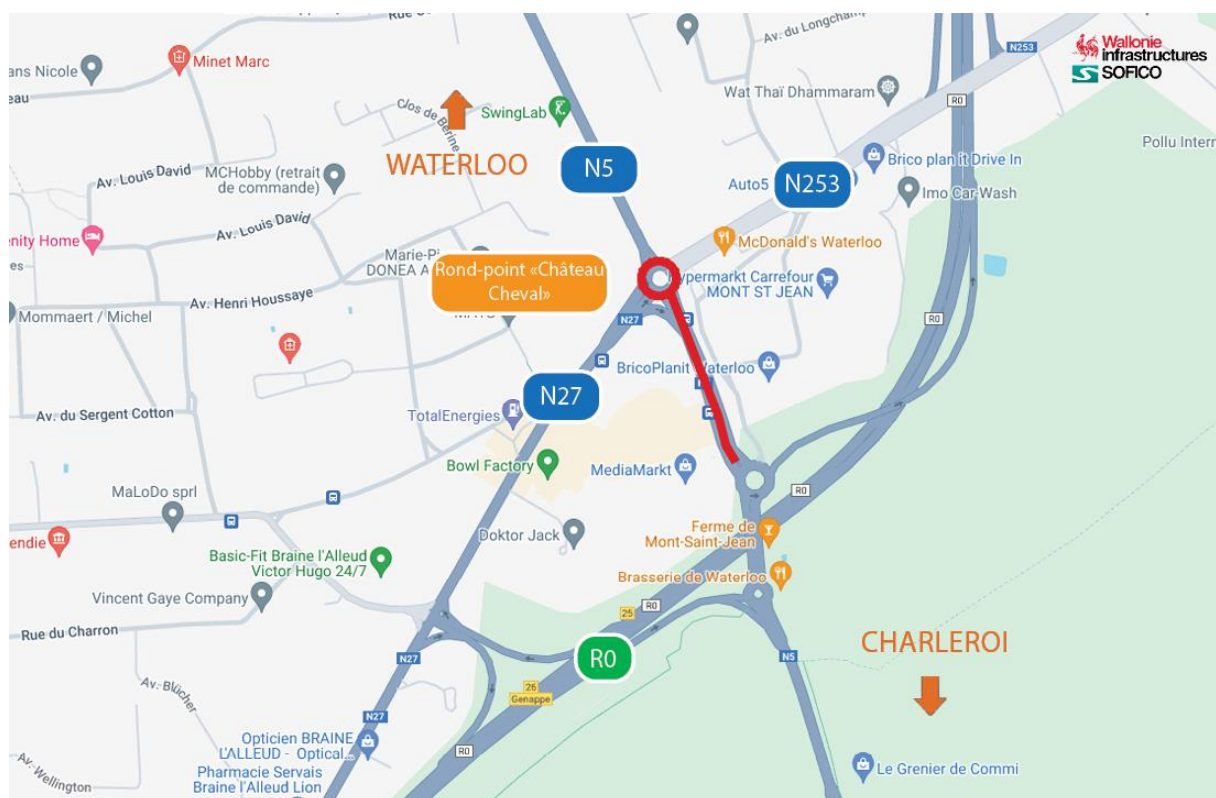 Rue
Av. du Longchamp
N253
Wallonie
infrastructures
SOFICO
ans Nicole
Minet Marc
eau
Clos de Berine
SwingLab
Wat Thaï Dhammaram
R0
Pollu Intern
WATERLOO
N5
Av. Louis David
MCHobby (retrait
de commande)
Auto5
N253
Brico plan it Drive In
Imo Car-Wash
enity Home
Av. Louis David
McDonald's Waterloo
Marie-Pi
DONEA A
Rond-point «Château
Cheval»
Hypermarkt Carrefour
MONT ST JEAN
Av. Henri Houssaye
Mommaert / Michel
N27
R0
BricoPlanit Waterloo
N27
Av. du Sergent Cotton
TotalEnergies
Bowl Factory
MediaMarkt
R0
MaLoDo sprl
Doktor Jack
Ferme de
Mont-Saint-Jean
endie
Basic-Fit Braine l'Alleud
Victor Hugo 24/7
Brasserie de Waterloo
Vincent Gaye Company
25
R0
Rue du Charron
CHARLEROI
R0
N27
N5
Av. Blücher
26
Genappe
N27
Opticien BRAINE
L'ALLEUD - Optical...
R0
Av. Wellington
Pharmacie Servais
Braine l'Alleud Lion
Le Grenier de Commi